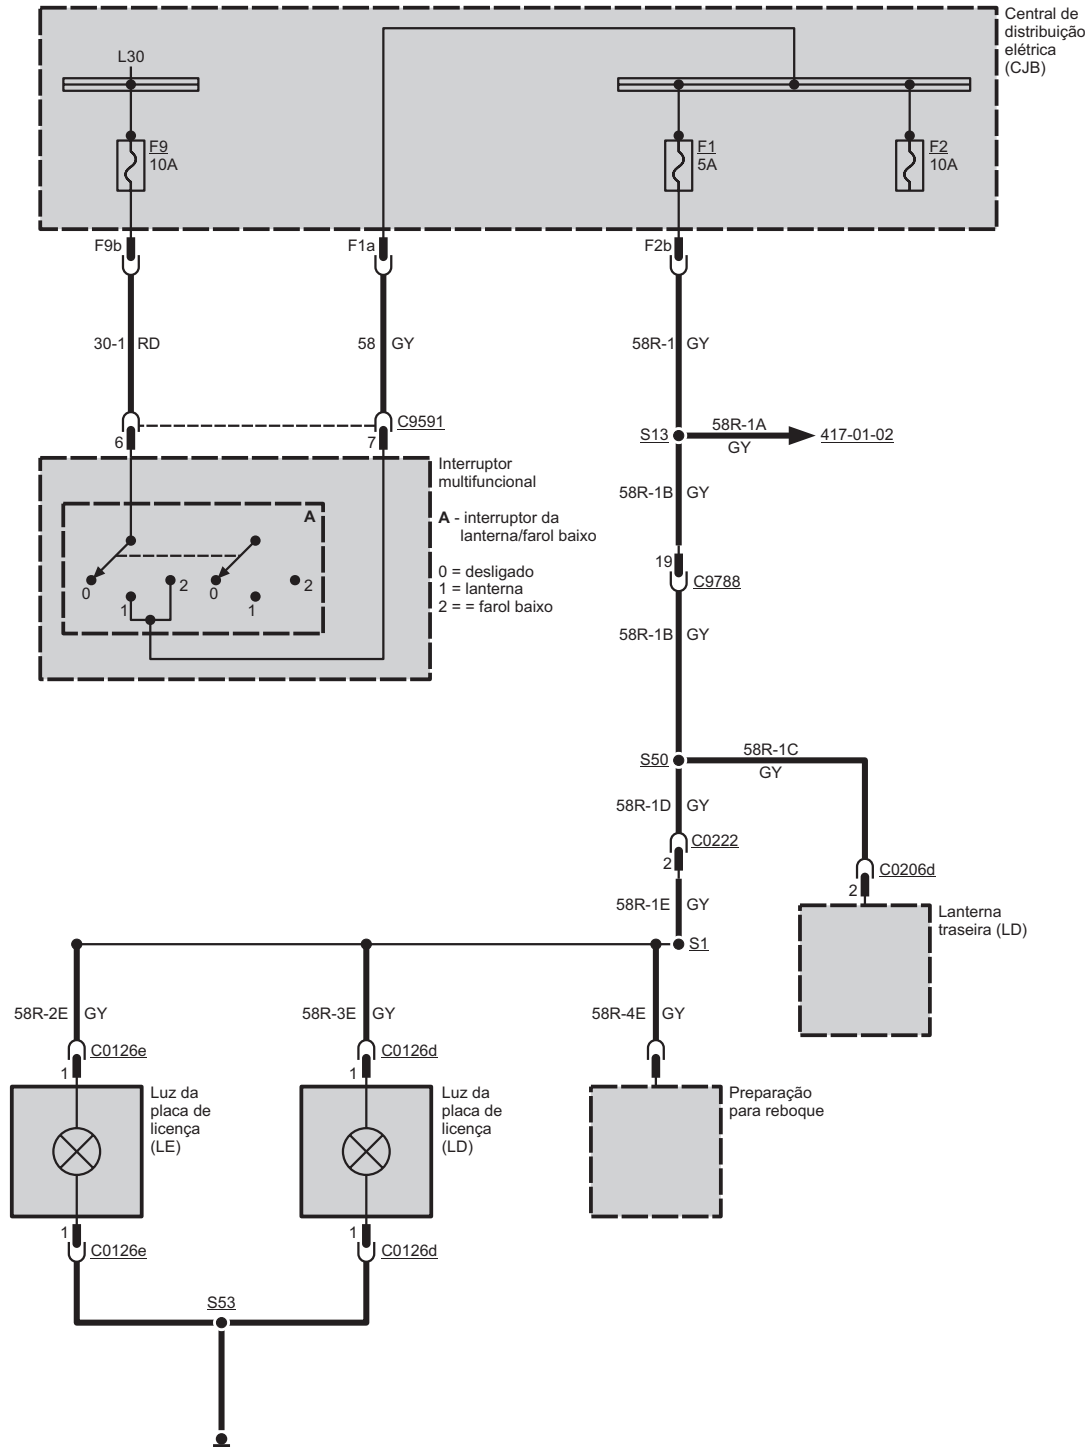 Central de
distribuição
elétrica
(CJB)
L30
F9
10A
F1
5A
F2
10A
F9b
F1a
F2b
30-1 RD
58 GY
58R-1 GY
C9591
6
7
S13
58R-1A
GY
417-01-02
Interruptor
multifuncional
A
A - interruptor da
lanterna/farol baixo
0 = desligado
1 = lanterna
2 = = farol baixo
0
1
2
0
1
2
58R-1B GY
19
C9788
58R-1B GY
S50
58R-1C
GY
58R-1D GY
C0222
2
C0206d
2
58R-1E GY
Lanterna
traseira (LD)
S1
58R-2E GY
58R-3E GY
58R-4E GY
C0126e
1
C0126d
1
Luz da
placa de
licença
(LE)
Luz da
placa de
licença
(LD)
Preparação
para reboque
1
C0126e
1
C0126d
S53